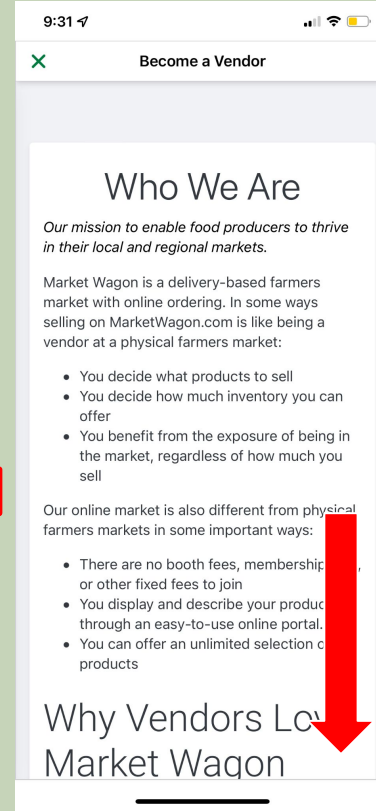 9:31
Become a Vendor
Who We Are
Our mission to enable food producers to thrive
in their local and regional markets.
Market Wagon is a delivery-based farmers
market with online ordering. In some ways
selling on MarketWagon.com is like being a
vendor at a physical farmers market:
• You decide what products to sell
• You decide how much inventory you can
offer
• You benefit from the exposure of being in
the market, regardless of how much you
sell
Our online market is also different from physical
farmers markets in some important ways:
• There are no booth fees, membership
or other fixed fees to join
• You display and describe your
through an easy-to-use online portal.
• You can offer an unlimited selection
products
Why Vendors
Market Wagon